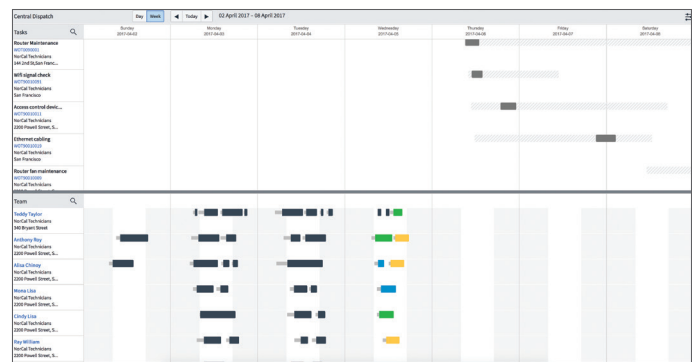 Central Dispatch
Day Week Today 02 April 2017 - 08 April 2017
Tasks
Sunday Monday Tuesday Wednesday Thursday Friday Saturday
2017-04-02 2017-04-03 2017-04-04 2017-04-05 2017-04-06 2017-04-07 2017-04-08
Router Maintenance
NorCal Technicians
144 2nd St,San Franc...
Wifi signal check
WOT90010091
NorCal Technicians
San Francisco
Access control devic...
WOT90010011
NorCal Technicians
2200 Powell Street, S...
Ethernet cabling
NorCal Technicians
San Francisco
Router fan maintenance
WOT90010005
NorCal Technicians
Team
Teddy Taylor
NorCal Technicians
340 Bryant Street
Anthony Roy
NorCal Technicians
2200 Powell Street, S...
Alisa Chinoy
NorCal Technicians
2200 Powell Street, S...
Mona Lisa
NorCal Technicians
2200 Powell Street, S...
Cindy Lisa
NorCal Technicians
2200 Powell Street, S...
Ray William
NorCal Technicians
2200 Powell Street, S...